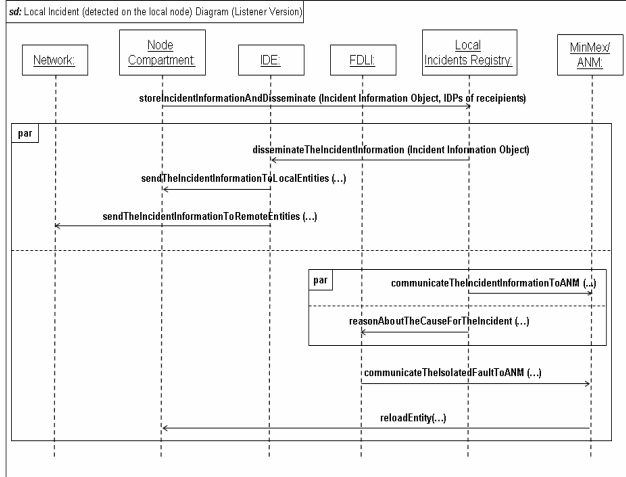 sd: Local Incident (detected on the local node) Diagram (Listener Version)
Network:
Node
Compartment:
IDE:
FDLI:
Local
Incidents Registry:
MinMex/
ANM:
storeIncidentInformationAndDisseminate (Incident Information Object, IDPs of receipients)
par
disseminateTheIncidentInformation (Incident Information Object)
sendTheIncidentInformationToLocalEntities (...)
sendTheIncidentInformationToRemoteEntities (...)
par
communicateTheIncidentInformationToANM (...)
reasonAboutTheCauseForTheIncident (...)
communicateTheIsolatedFaultToANM (...)
reloadEntity(...)